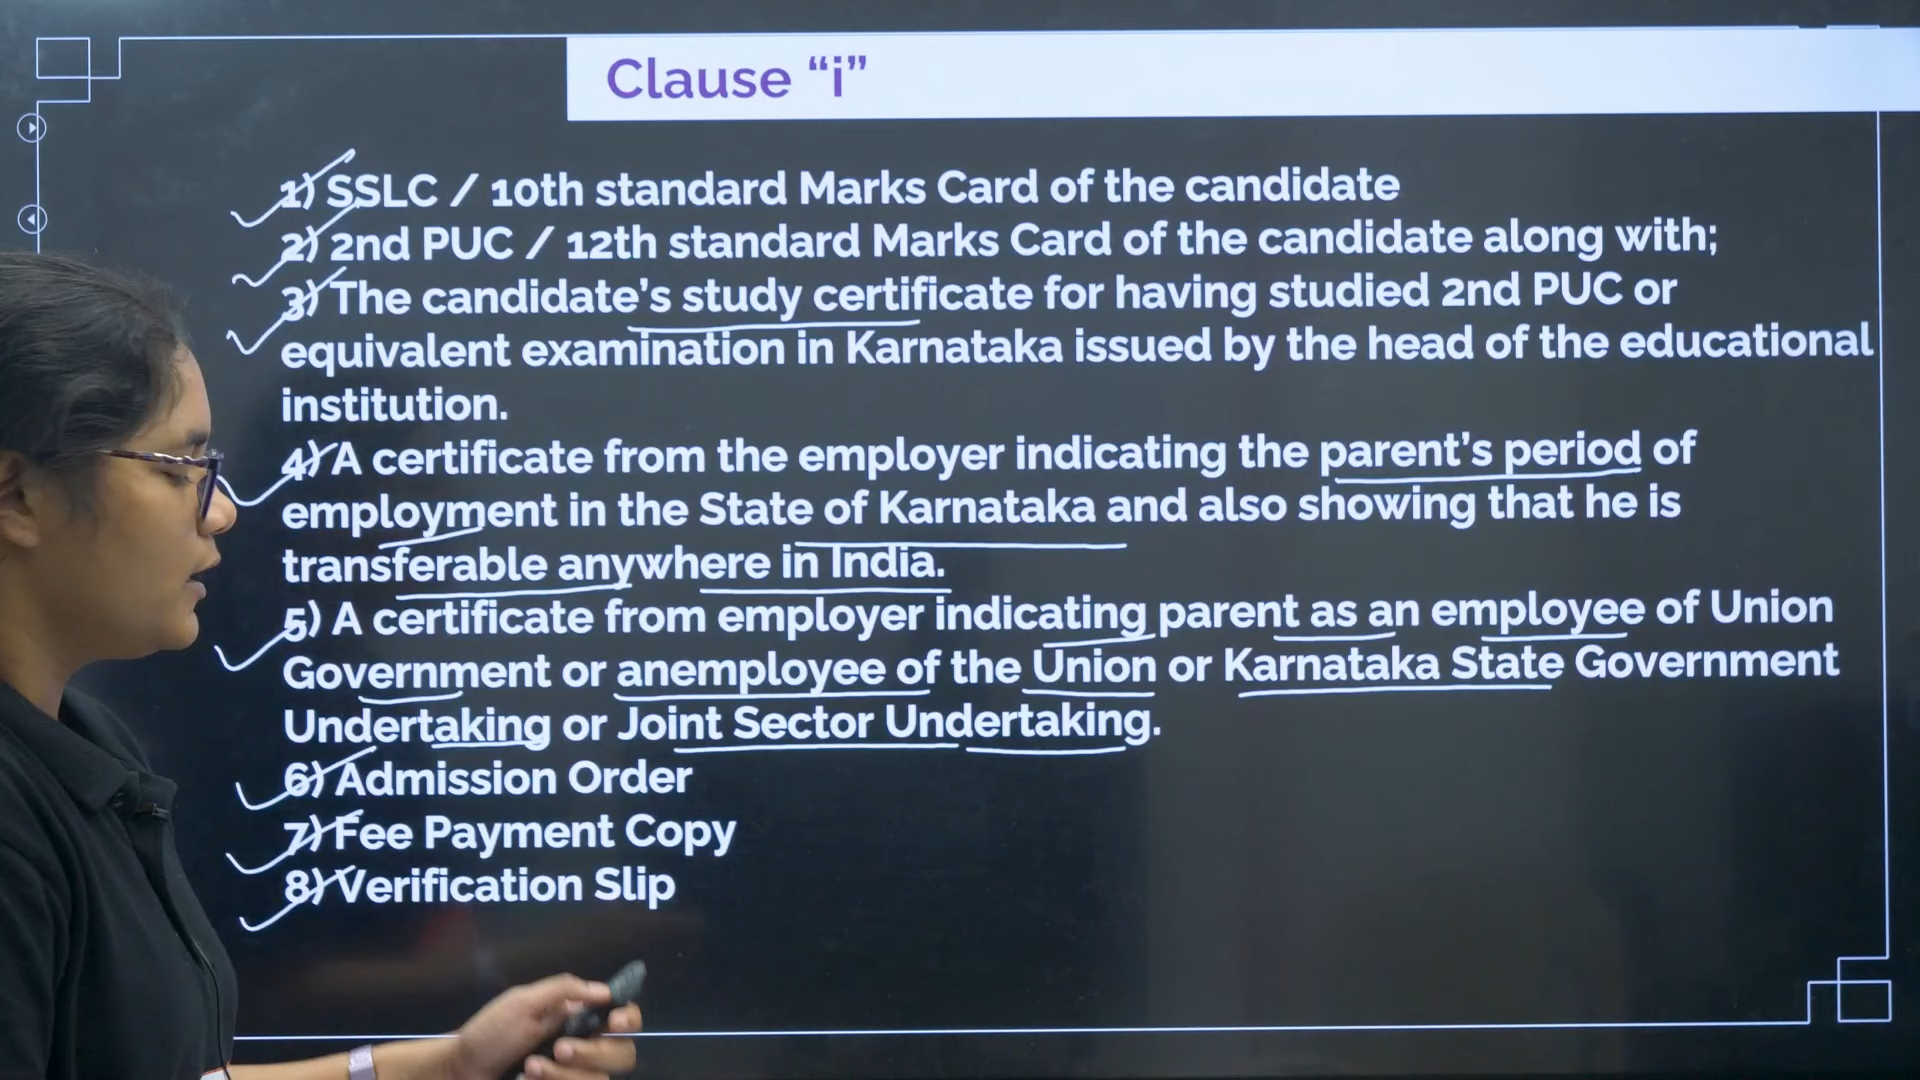 Clause “i”
1) SSLC / 10th standard Marks Card of the candidate
2) 2nd PUC / 12th standard Marks Card of the candidate along with;
3) The candidate’s study certificate for having studied 2nd PUC or
equivalent examination in Karnataka issued by the head of the educational
institution.
4) A certificate from the employer indicating the parent’s period of
employment in the State of Karnataka and also showing that he is
transferable anywhere in India.
5) A certificate from employer indicating parent as an employee of Union
Government or anemployee of the Union or Karnataka State Government
Undertaking or Joint Sector Undertaking.
6) Admission Order
7) Fee Payment Copy
8) Verification Slip